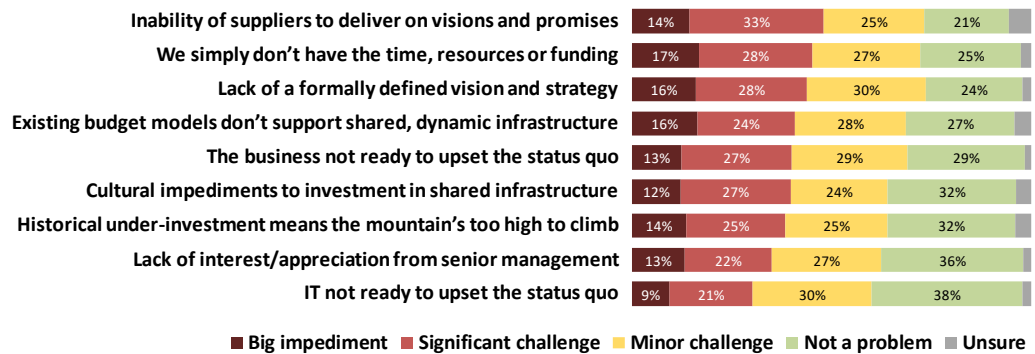 Inability of suppliers to deliver on visions and promises 14% 33% 25% 21%
We simply don’t have the time, resources or funding 17% 28% 27% 25%
Lack of a formally defined vision and strategy 16% 28% 30% 24%
Existing budget models don’t support shared, dynamic infrastructure 16% 24% 28% 27%
The business not ready to upset the status quo 13% 27% 29% 29%
Cultural impediments to investment in shared infrastructure 12% 27% 24% 32%
Historical under-investment means the mountain’s too high to climb 14% 25% 25% 32%
Lack of interest/appreciation from senior management 13% 22% 27% 36%
IT not ready to upset the status quo 9% 21% 30% 38%
Big impediment Significant challenge Minor challenge Not a problem Unsure